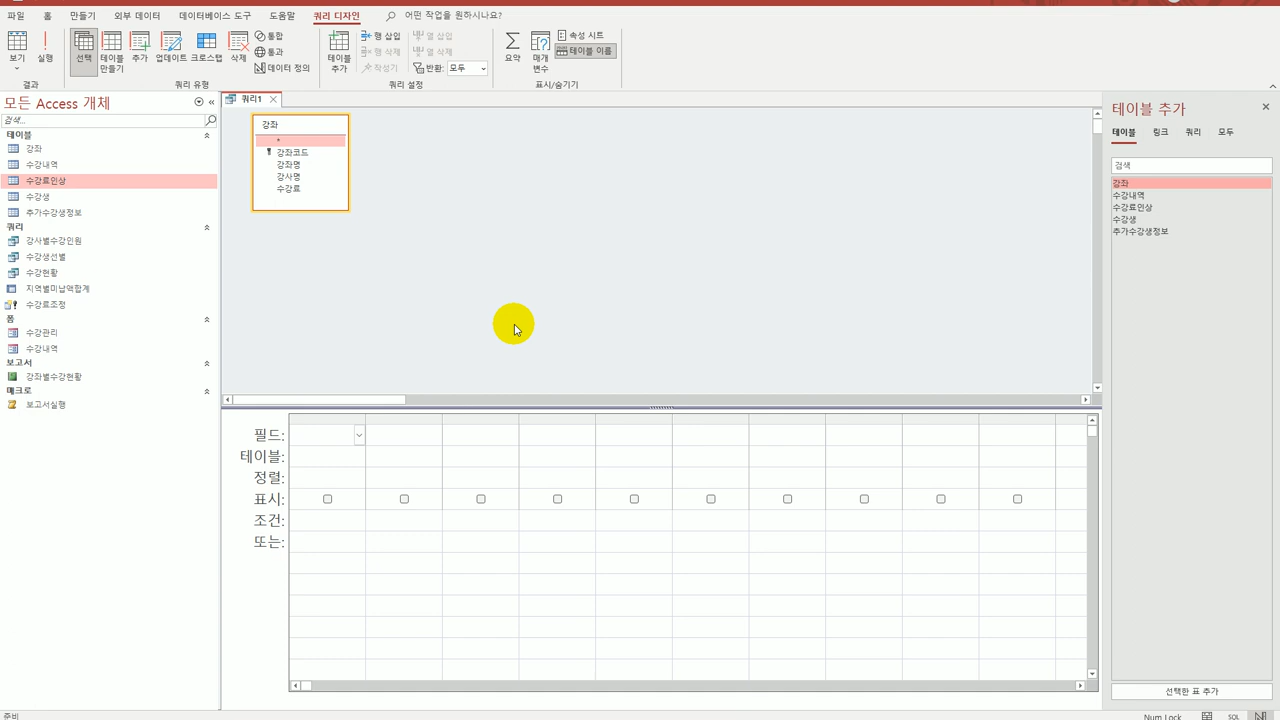 파일 홈 만들기 외부 데이터 데이터베이스 도구 도움말 쿼리 디자인 어떤 작업을 원하시나요?
보기
실행
결과
선택
테이블 만들기
추가
업데이트
크로스탭
삭제
통합
통과
데이터 정의
쿼리 유형
테이블 추가
행 삽입
행 삭제
작성기
열 삽입
열 삭제
반환: 모두
쿼리 설정
요약
매개 변수
속성 시트
테이블 이름
표시/숨기기
모든 Access 개체
검색...
테이블
강좌
수강내역
수강료인상
수강생
추가수강생정보
쿼리
강사별수강인원
수강생선별
수강현황
지역별미납액합계
수강료조정
폼
수강관리
수강내역
보고서
강좌별수강현황
매크로
보고서실행
쿼리1
강좌
*
강좌코드
강좌명
강사명
수강료
필드:
테이블:
정렬:
표시:
조건:
또는:
테이블 추가
테이블 링크 쿼리 모두
검색
강좌
수강내역
수강료인상
수강생
추가수강생정보
선택한 표 추가
준비
Num Lock
SQL